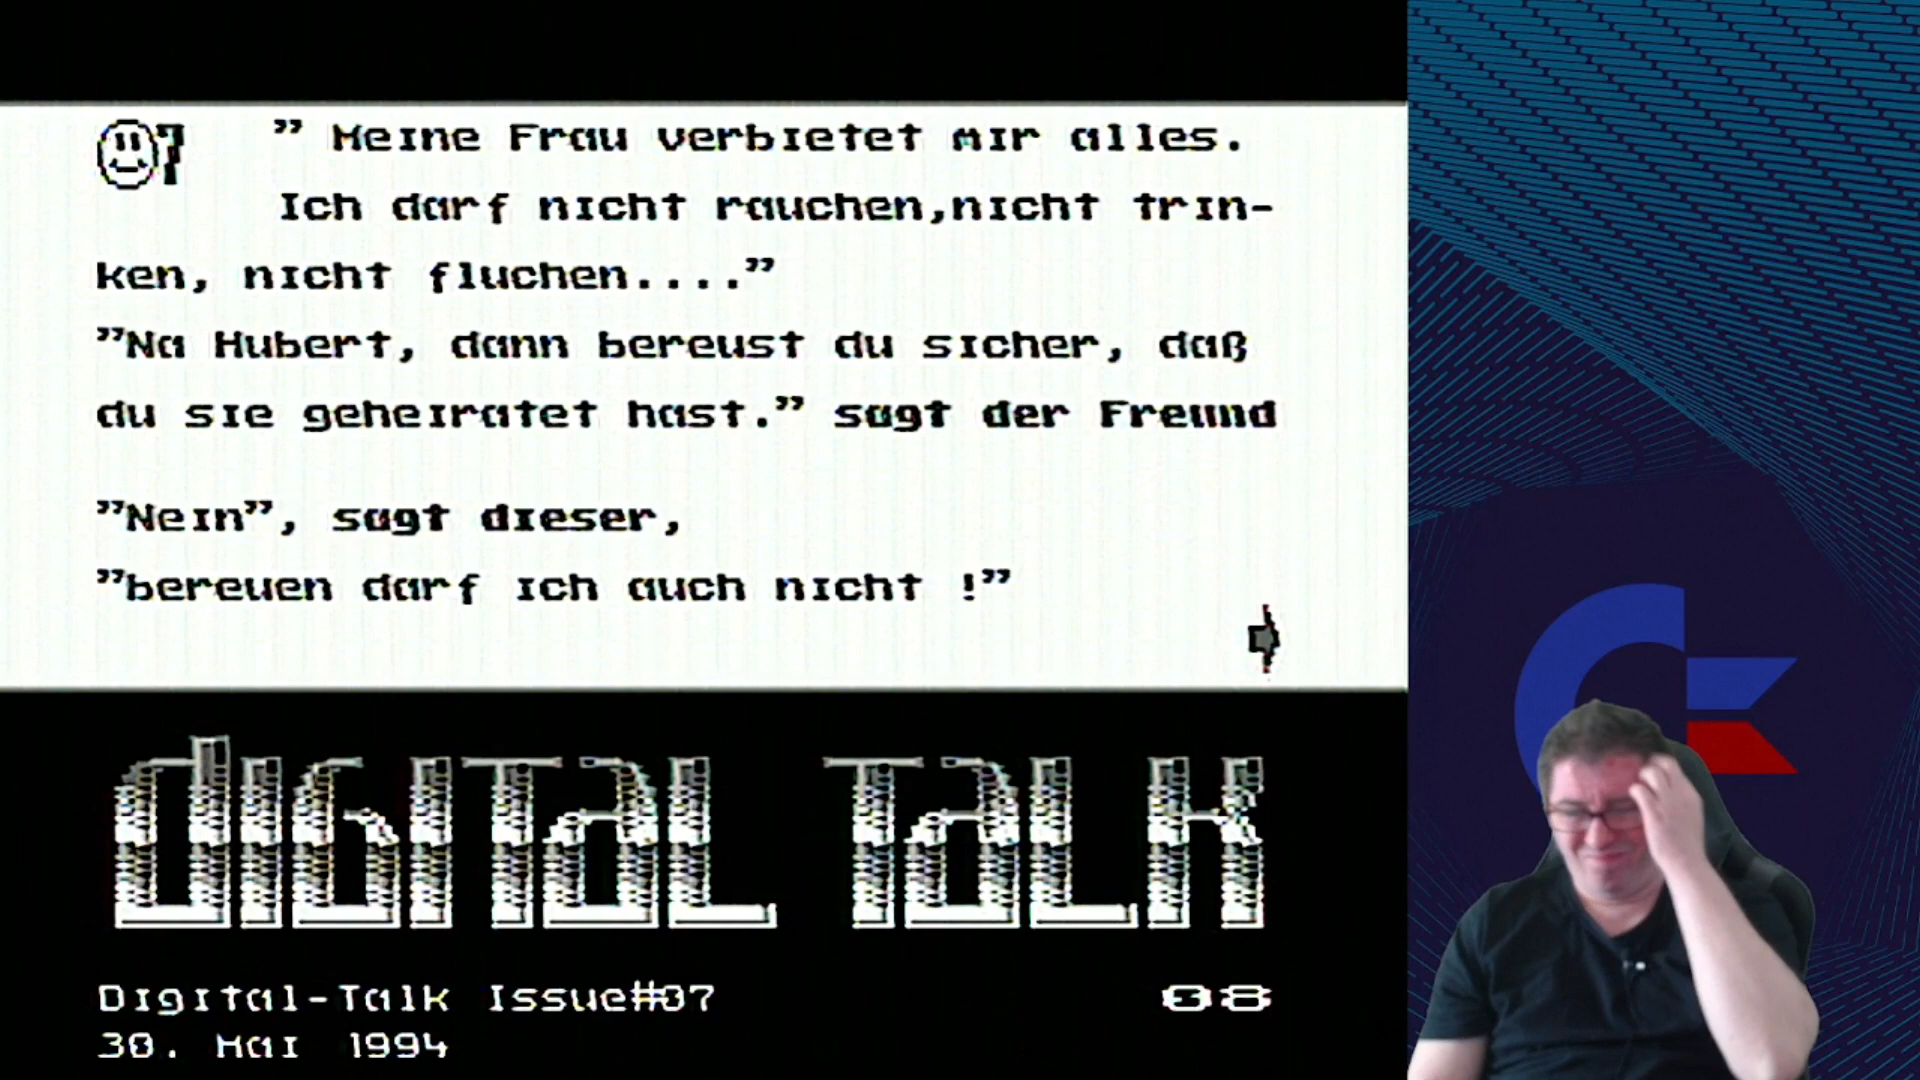 ” Meine Frau verbietet mir alles.
Ich darf nicht rauchen,nicht trin-
ken, nicht fluchen....”
”Na Hubert, dann bereust du sicher, daß
du sie geheiratet hast.” sagt der Freund
”Nein”, sagt dieser,
”bereuen darf ich auch nicht !”
DIGITAL TALK
Digital-Talk Issue#07
08
30. Mai 1994